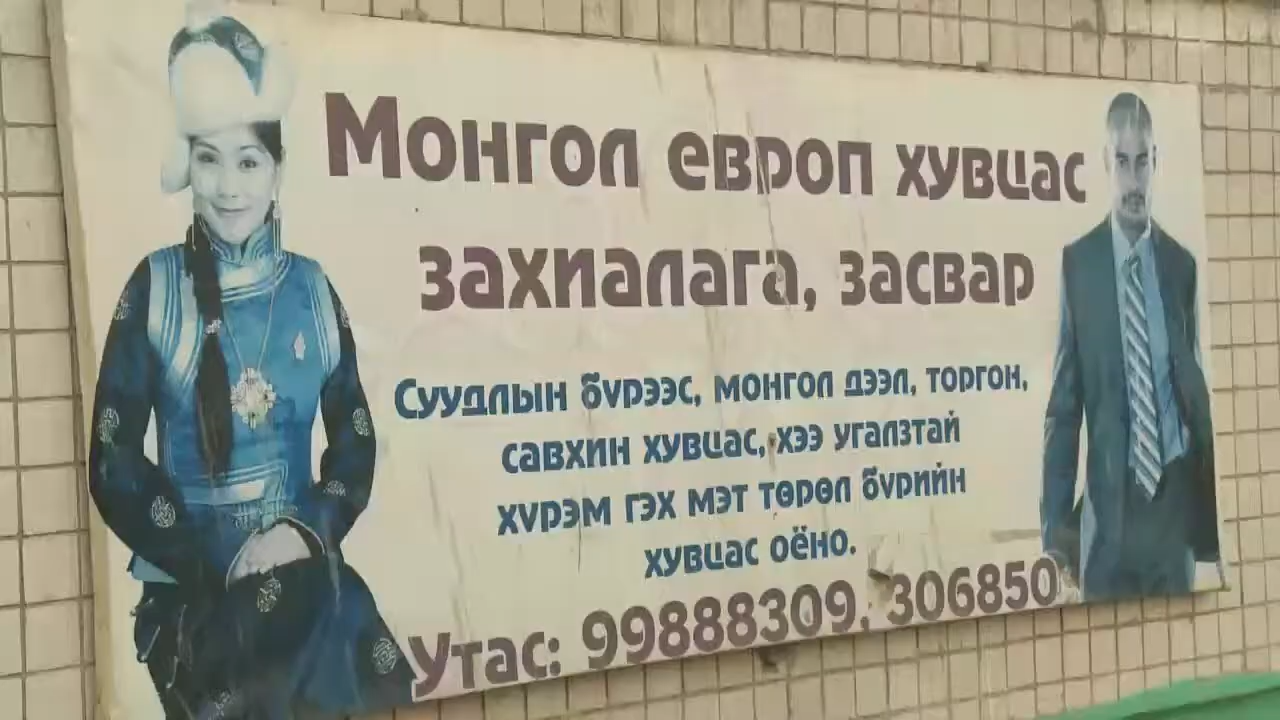 Монгол европ хувцас
захиалага, засвар
Суудлын бүрээс, монгол дээл, торгон,
савхин хувцас, хээ угалзтай
хүрэм гэх мэт төрөл бүрийн
хувцас оёно.
Утас: 99888309, 306850